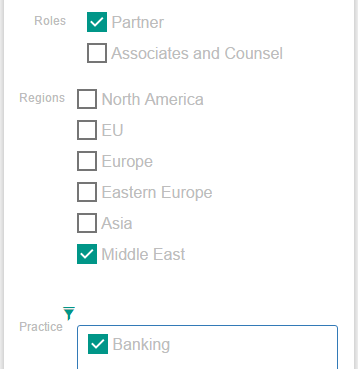 Roles
Partner
Associates and Counsel
Regions
North America
EU
Europe
Eastern Europe
Asia
Middle East
Practice
Banking